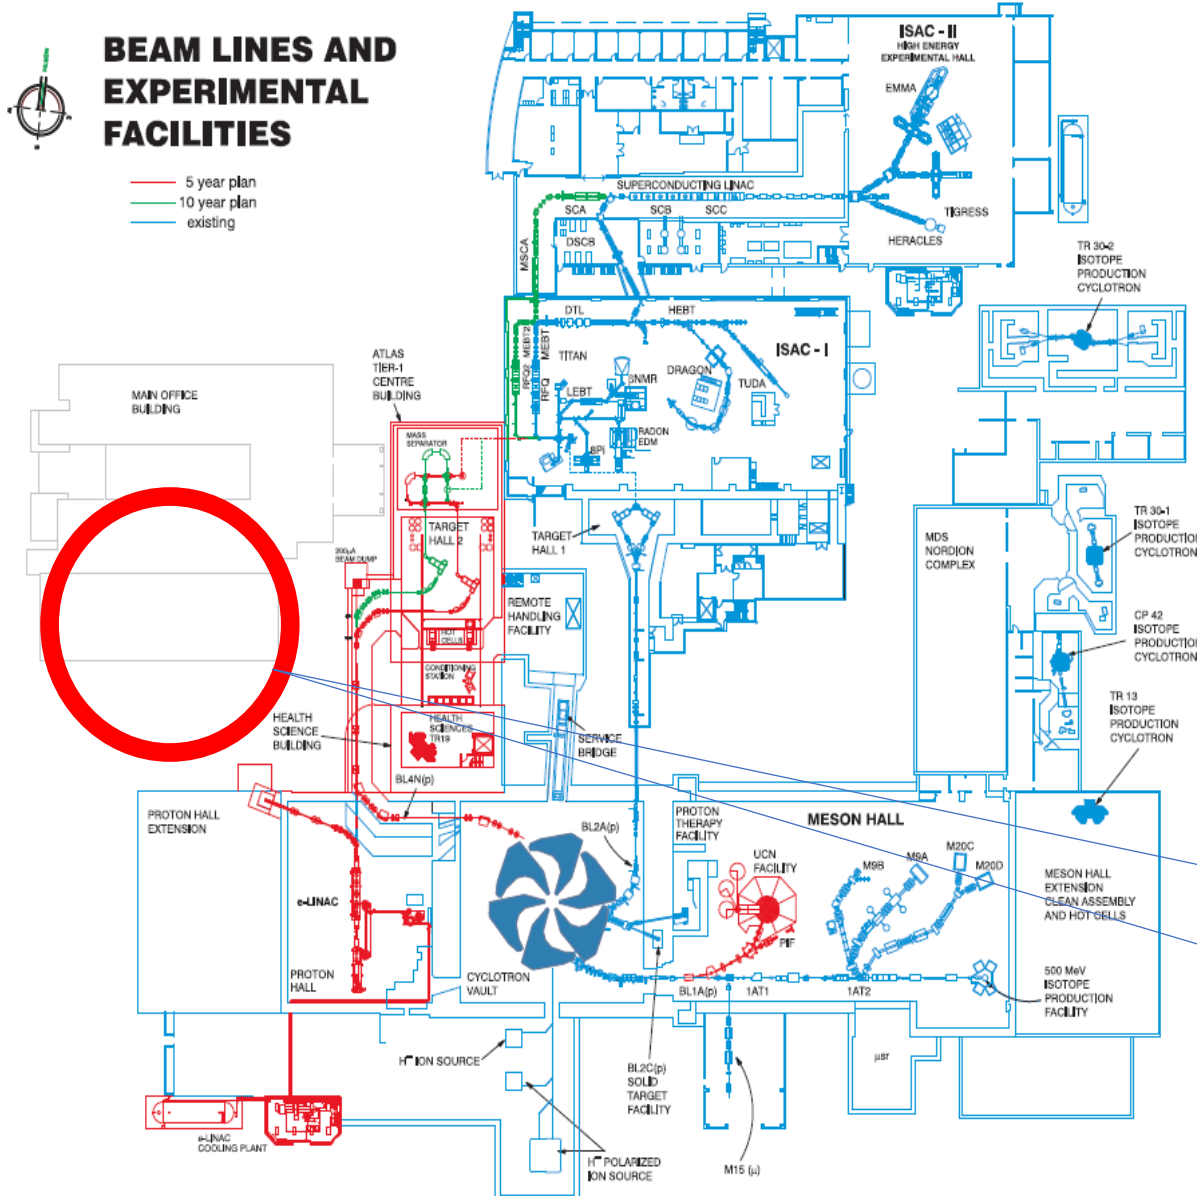 BEAM LINES AND
EXPERIMENTAL
FACILITIES
5 year plan
10 year plan
existing
ISAC - II
HIGH ENERGY
EXPERIMENTAL HALL
EMMA
SUPERCONDUCTING LINAC
SCA
SCB
SCC
TIGRESS
HERACLES
DSCB
MSCA
TR 30-2
ISOTOPE
PRODUCTION
CYCLOTRON
DTL
HEBT
ISAC - I
MEBT2
MEBT
RFQ2
RFQ
TITAN
LEBT
βNMR
DRAGON
TUDA
RADON
EDM
8Pi
ATLAS
TIER-1
CENTRE
BUILDING
MAIN OFFICE
BUILDING
MASS
SEPARATOR
TARGET
HALL 2
200μA
BEAM DUMP
TARGET
HALL 1
MDS
NORDION
COMPLEX
TR 30-1
ISOTOPE
PRODUCTION
CYCLOTRON
REMOTE
HANDLING
FACILITY
HOT
CELLS
CONDITIONING
STATION
CP 42
ISOTOPE
PRODUCTION
CYCLOTRON
HEALTH
SCIENCE
BUILDING
HEALTH
SCIENCES
TR19
SERVICE
BRIDGE
TR 13
ISOTOPE
PRODUCTION
CYCLOTRON
BL4N(p)
PROTON HALL
EXTENSION
BL2A(p)
PROTON
THERAPY
FACILITY
MESON HALL
UCN
FACILITY
M9B
M9A
M20C
M20D
MESON HALL
EXTENSION
CLEAN ASSEMBLY
AND HOT CELLS
e-LINAC
PIF
PROTON
HALL
CYCLOTRON
VAULT
BL1A(p)
1AT1
1AT2
500 MeV
ISOTOPE
PRODUCTION
FACILITY
H⁻ ION SOURCE
BL2C(p)
SOLID
TARGET
FACILITY
μsr
e-LINAC
COOLING PLANT
H⁻ POLARIZED
ION SOURCE
M15 (μ)